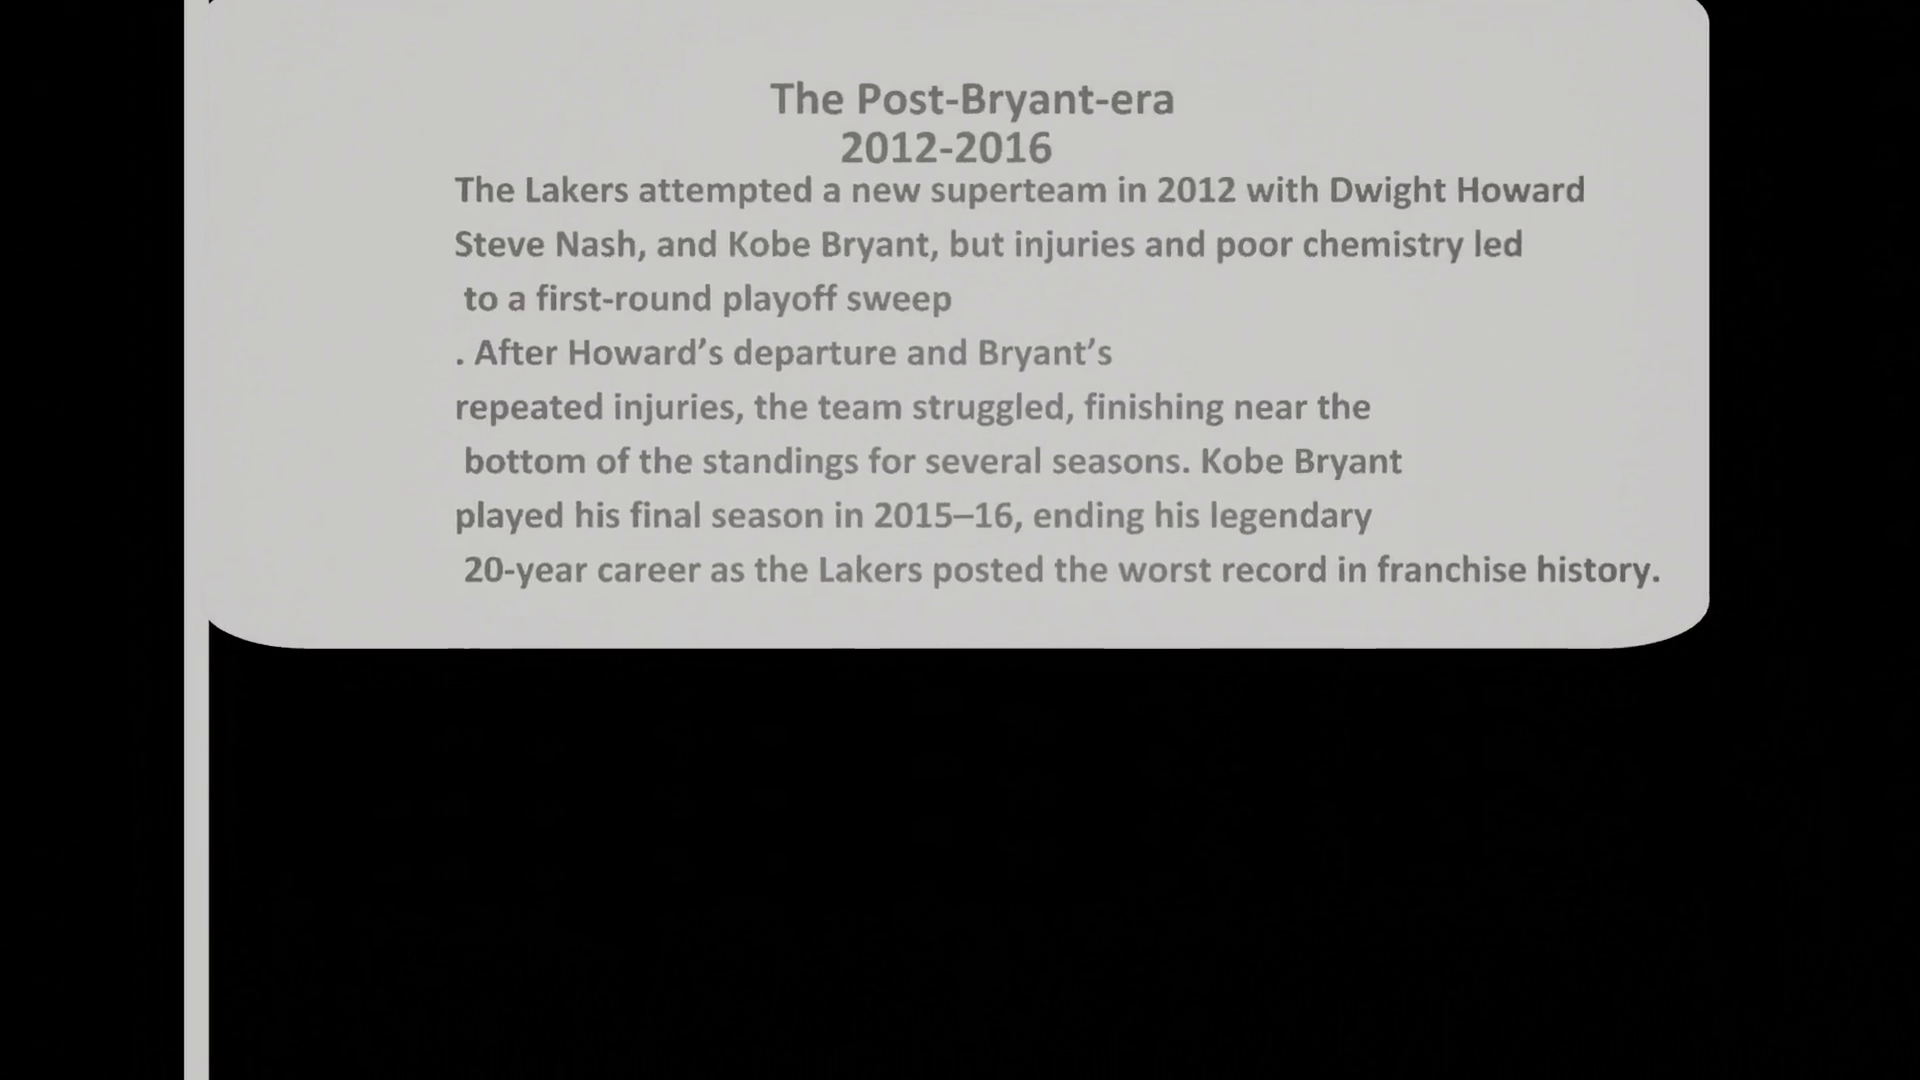 The Post-Bryant-era
2012-2016
The Lakers attempted a new superteam in 2012 with Dwight Howard
Steve Nash, and Kobe Bryant, but injuries and poor chemistry led
to a first-round playoff sweep
. After Howard’s departure and Bryant’s
repeated injuries, the team struggled, finishing near the
bottom of the standings for several seasons. Kobe Bryant
played his final season in 2015–16, ending his legendary
20-year career as the Lakers posted the worst record in franchise history.